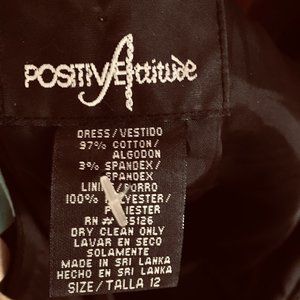 POSITIVE Attitude
DRESS/VESTIDO
97% COTTON/
ALGODON
3% SPANDEX/
SPANDEX
100%
RN #
DRY CLEAN ONLY
LAVAR EN SECO
SOLAMENTE
MADE IN SRI LANKA
HECHO EN SRI LANKA
SIZE/TALLA 12